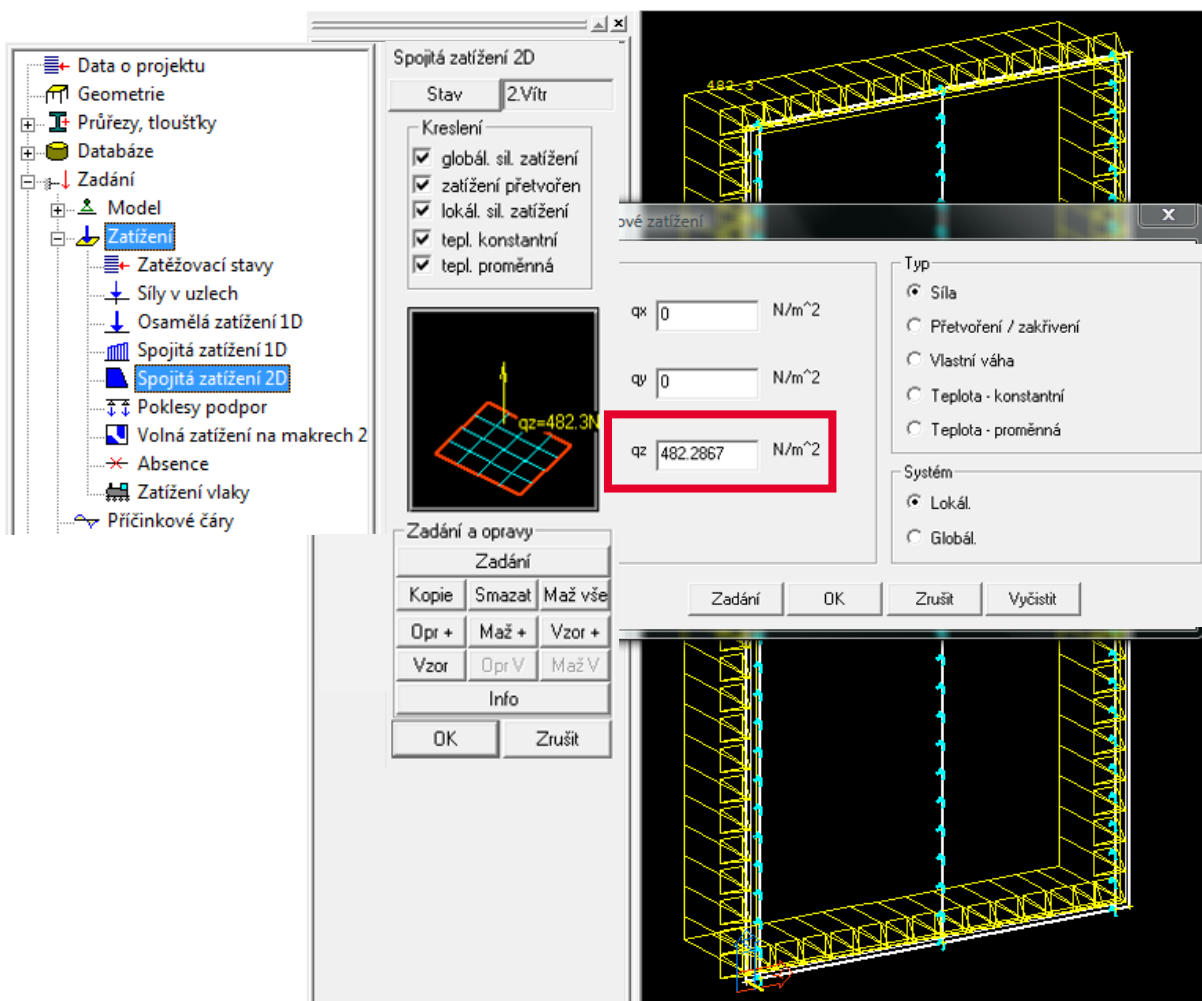 Data o projektu
Geometrie
Průřezy, tloušťky
Databáze
Zadání
Model
Zatížení
Zatěžovací stavy
Síly v uzlech
Osamělá zatížení 1D
Spojitá zatížení 1D
Spojitá zatížení 2D
Poklesy podpor
Volná zatížení na makrech 2
Absence
Zatížení vlaky
Příčinkové čáry
Spojitá zatížení 2D
Stav 2.Vítr
Kreslení
globál. sil. zatížení
zatížení přetvořen
lokál. sil. zatížení
tepl. konstantní
tepl. proměnná
qz=482.3N
Zadání a opravy
Zadání
Kopie Smazat Maž vše
Opr + Maž + Vzor +
Vzor Opr V Maž V
Info
OK Zrušit
482.3
ové zatížení
qx 0 N/m^2
qy 0 N/m^2
qz 482.2867 N/m^2
Typ
Síla
Přetvoření / zakřivení
Vlastní váha
Teplota - konstantní
Teplota - proměnná
Systém
Lokál.
Globál.
Zadání OK Zrušit Vyčistit